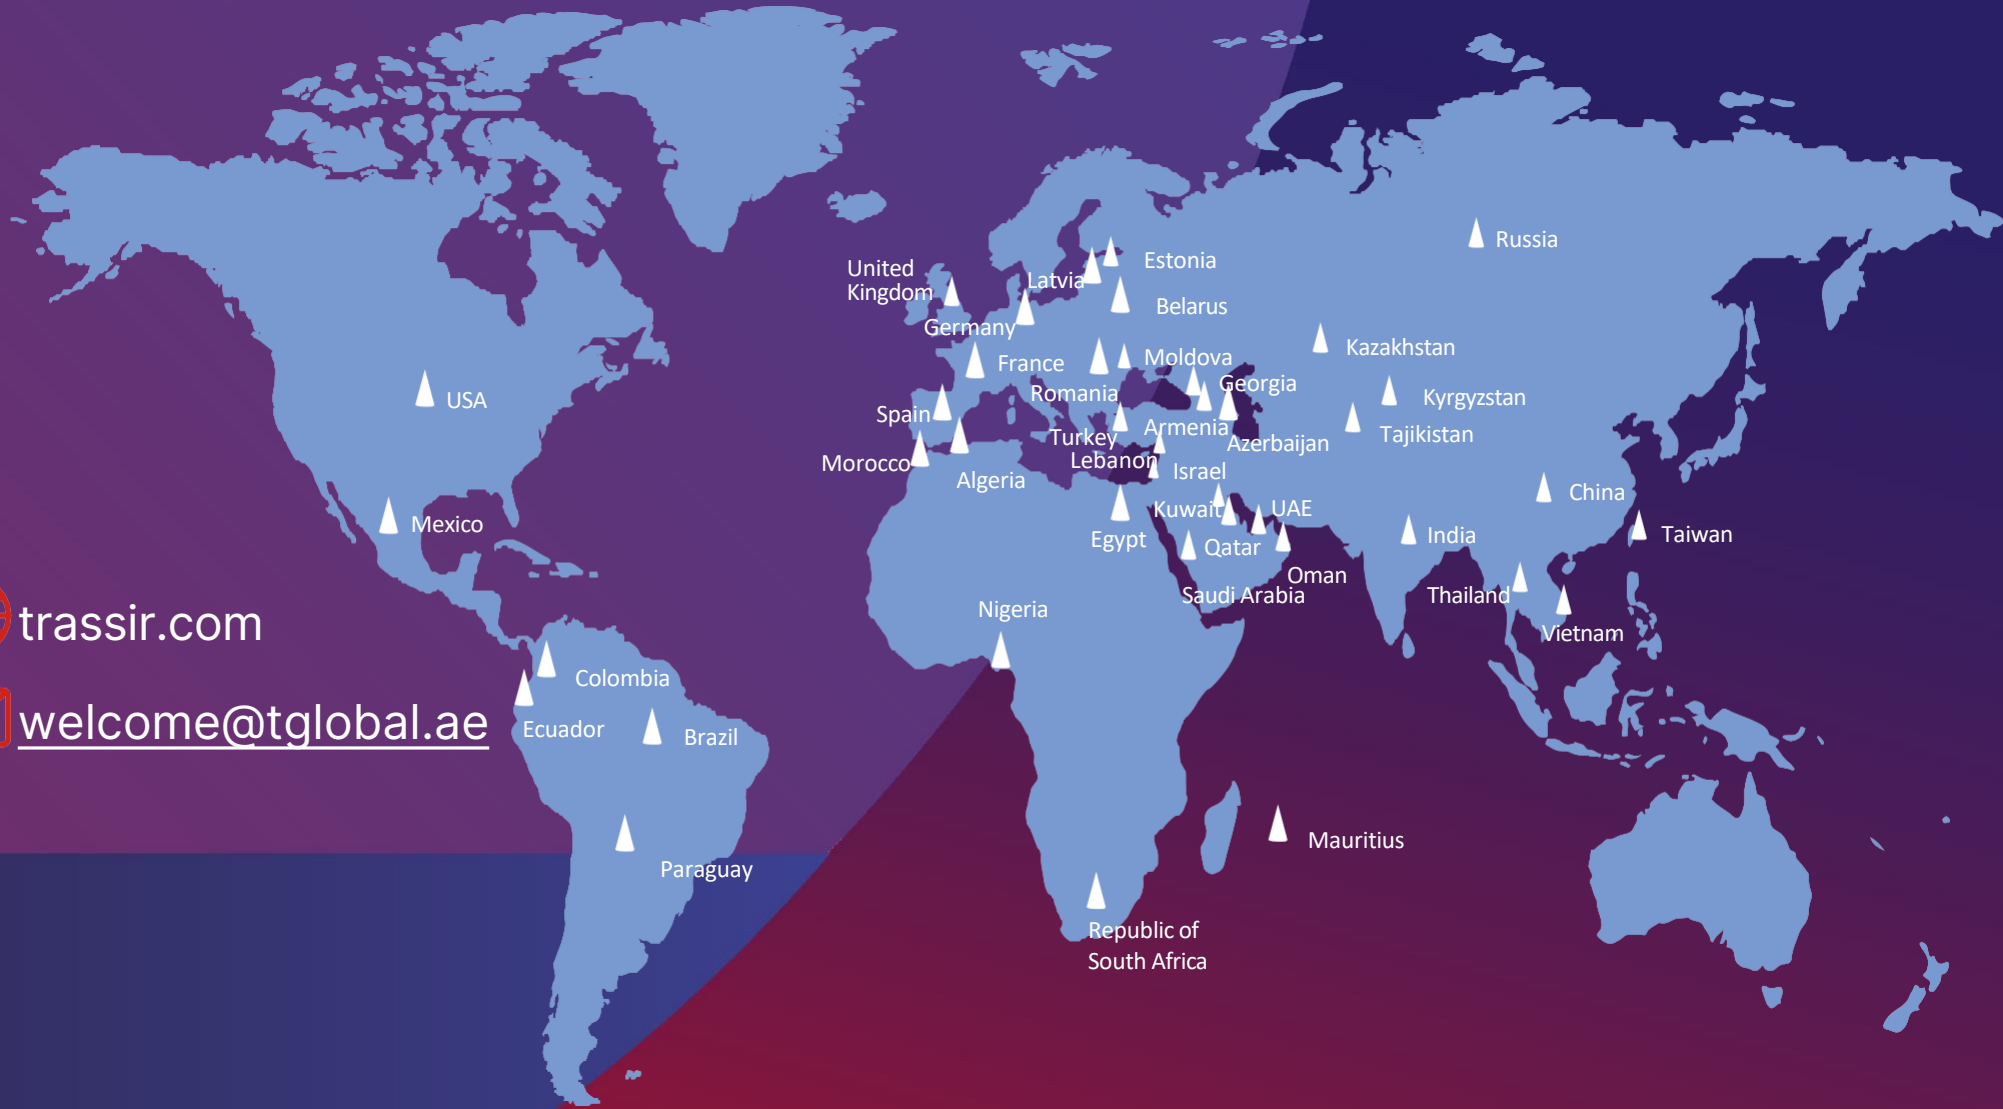 Russia
Estonia
United
Kingdom
Latvia
Belarus
Germany
Kazakhstan
France
Moldova
Georgia
Romania
Kyrgyzstan
USA
Spain
Armenia
Tajikistan
Turkey
Azerbaijan
Lebanon
Morocco
Israel
Algeria
China
Kuwait
UAE
Mexico
India
Taiwan
Egypt
Qatar
Oman
Saudi Arabia
Thailand
Nigeria
trassir.com
Vietnam
Colombia
welcome@tglobal.ae
Ecuador
Brazil
Mauritius
Paraguay
Republic of
South Africa